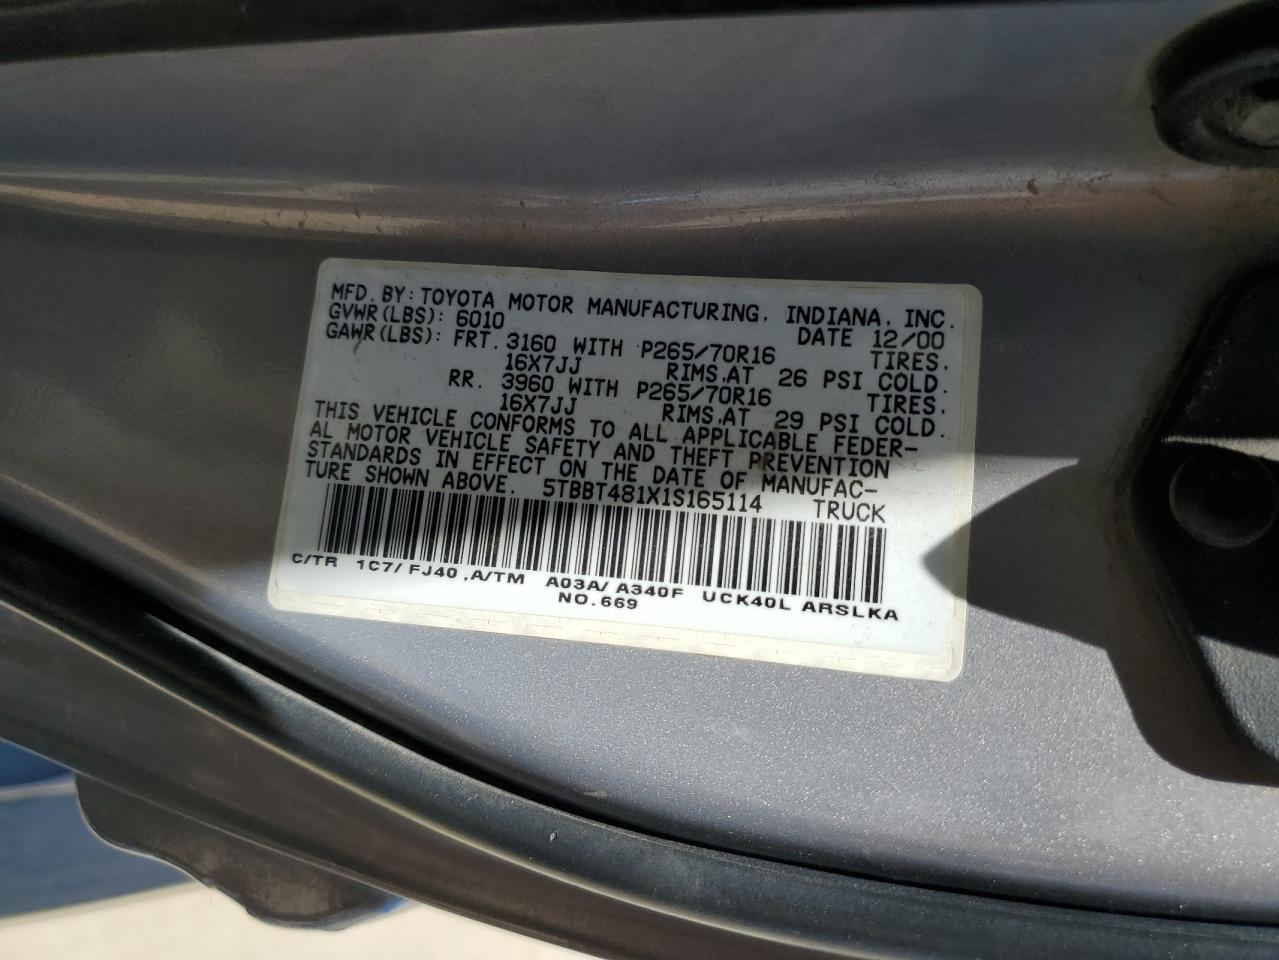 MFD. BY: TOYOTA MOTOR MANUFACTURING, INDIANA, INC.
GVWR(LBS): 6010 DATE 12/00
GAWR(LBS): FRT. 3160 WITH P265/70R16 TIRES.
16X7JJ RIMS,AT 26 PSI COLD.
RR. 3960 WITH P265/70R16 TIRES.
16X7JJ RIMS,AT 29 PSI COLD.
THIS VEHICLE CONFORMS TO ALL APPLICABLE FEDER-
AL MOTOR VEHICLE SAFETY AND THEFT PREVENTION
STANDARDS IN EFFECT ON THE DATE OF MANUFAC-
TURE SHOWN ABOVE. 5TBBT481X1S165114 TRUCK
C/TR 1C7/FJ40,A/TM A03A/A340F UCK40L ARSLKA
NO.669